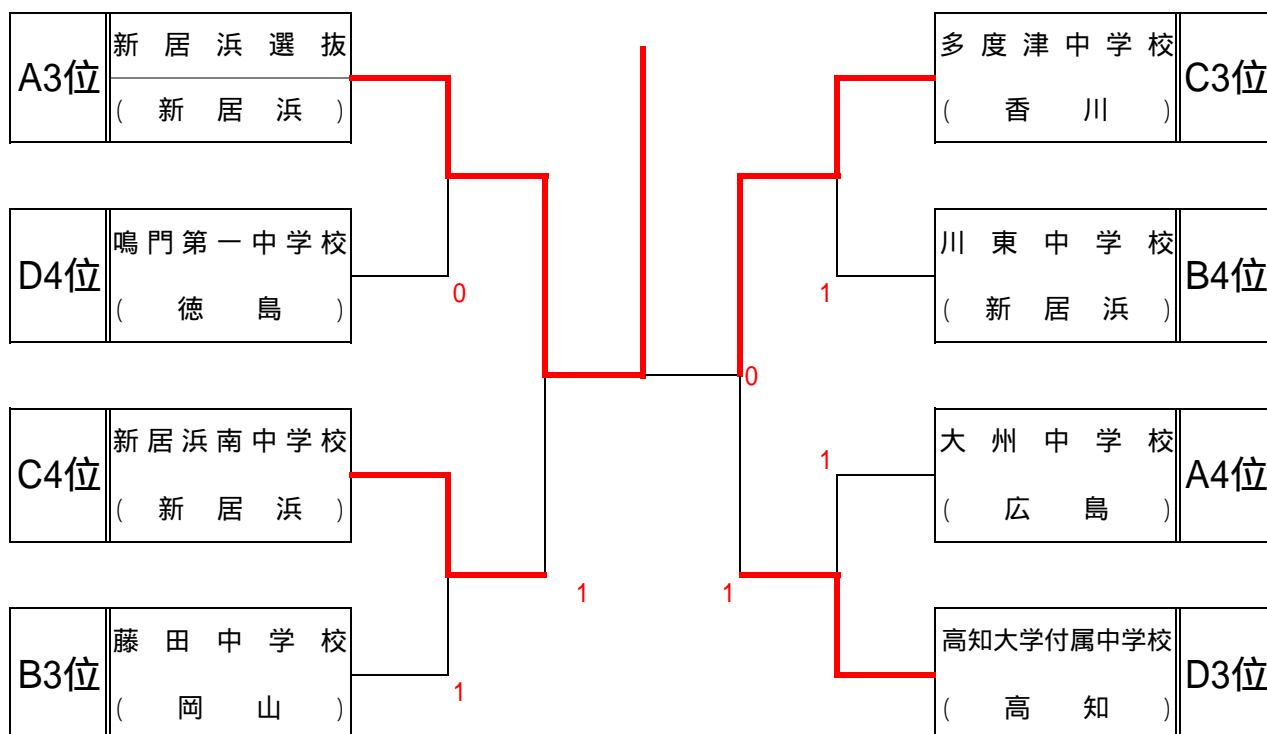 A3位
新居浜選抜
(新居浜)
D4位
鳴門第一中学校
(徳島)
0
C4位
新居浜南中学校
(新居浜)
1
B3位
藤田中学校
(岡山)
1
多度津中学校
(香川)
C3位
川東中学校
(新居浜)
B4位
1
0
大州中学校
(広島)
A4位
1
1
高知大学付属中学校
(高知)
D3位